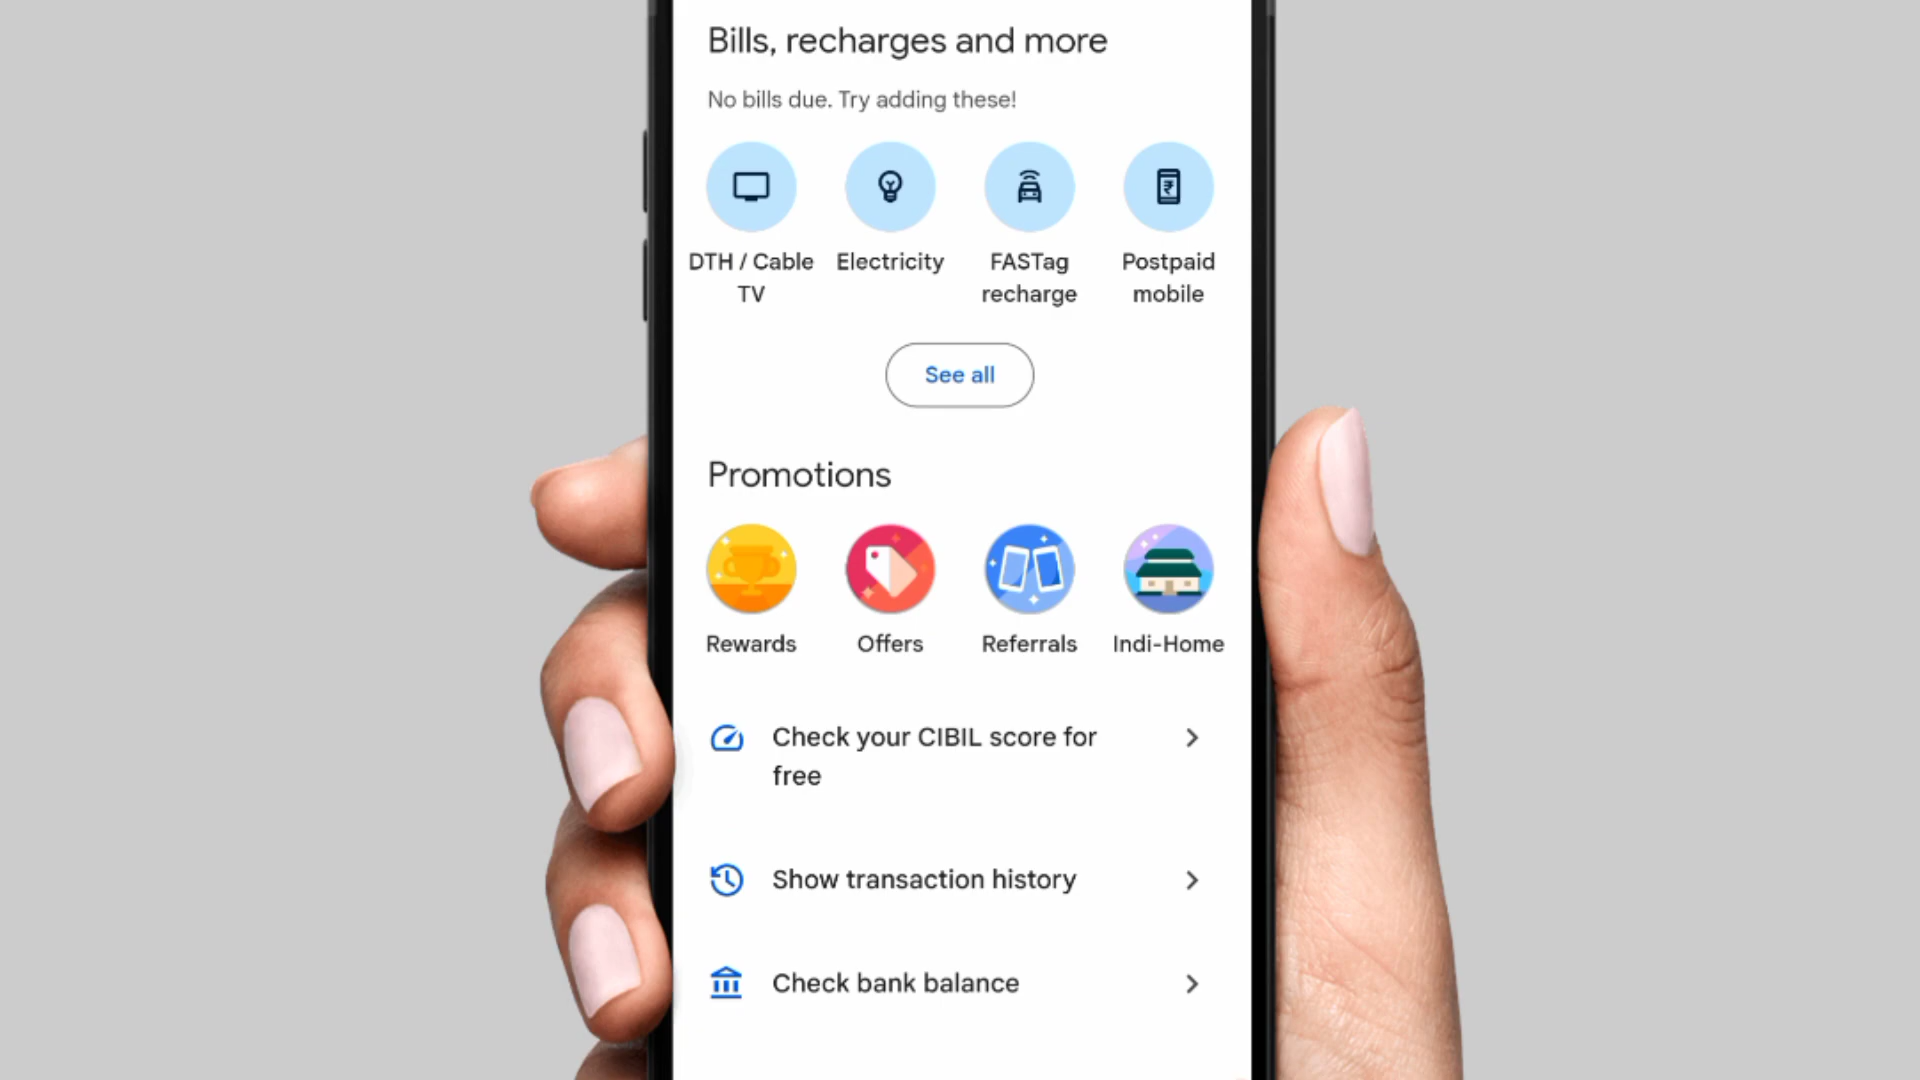 Bills, recharges and more
No bills due. Try adding these!
DTH / Cable
TV
Electricity
FASTag
recharge
Postpaid
mobile
See all
Promotions
Rewards
Offers
Referrals
Indi-Home
Check your CIBIL score for
free
Show transaction history
Check bank balance